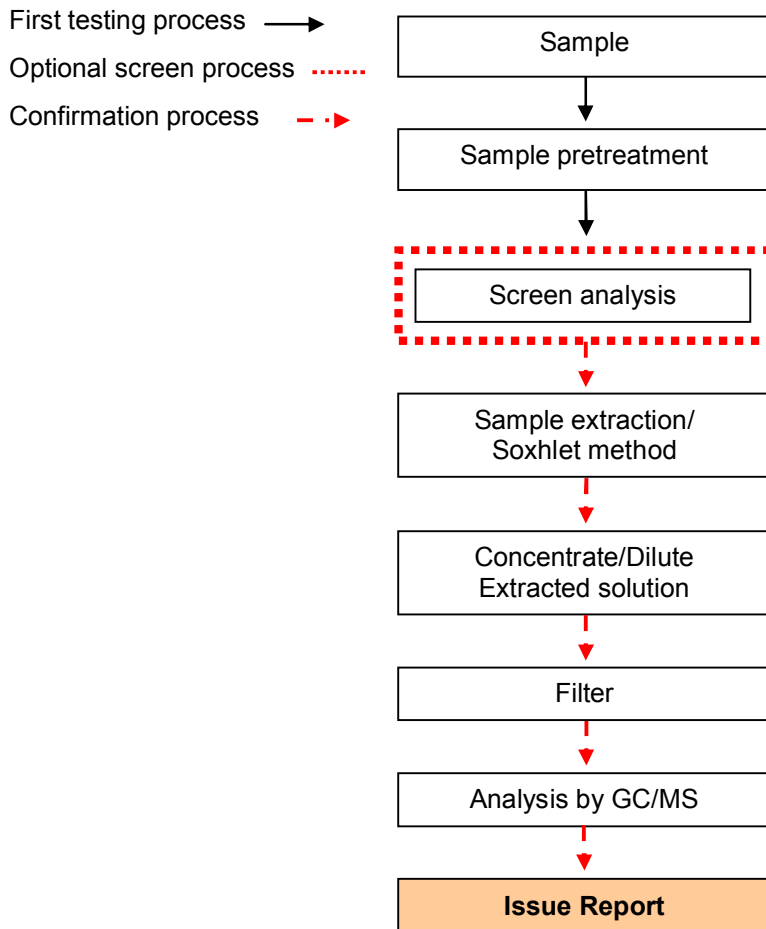 First testing process
Optional screen process
Confirmation process
Sample
Sample pretreatment
Screen analysis
Sample extraction/
Soxhlet method
Concentrate/Dilute
Extracted solution
Filter
Analysis by GC/MS
Issue Report